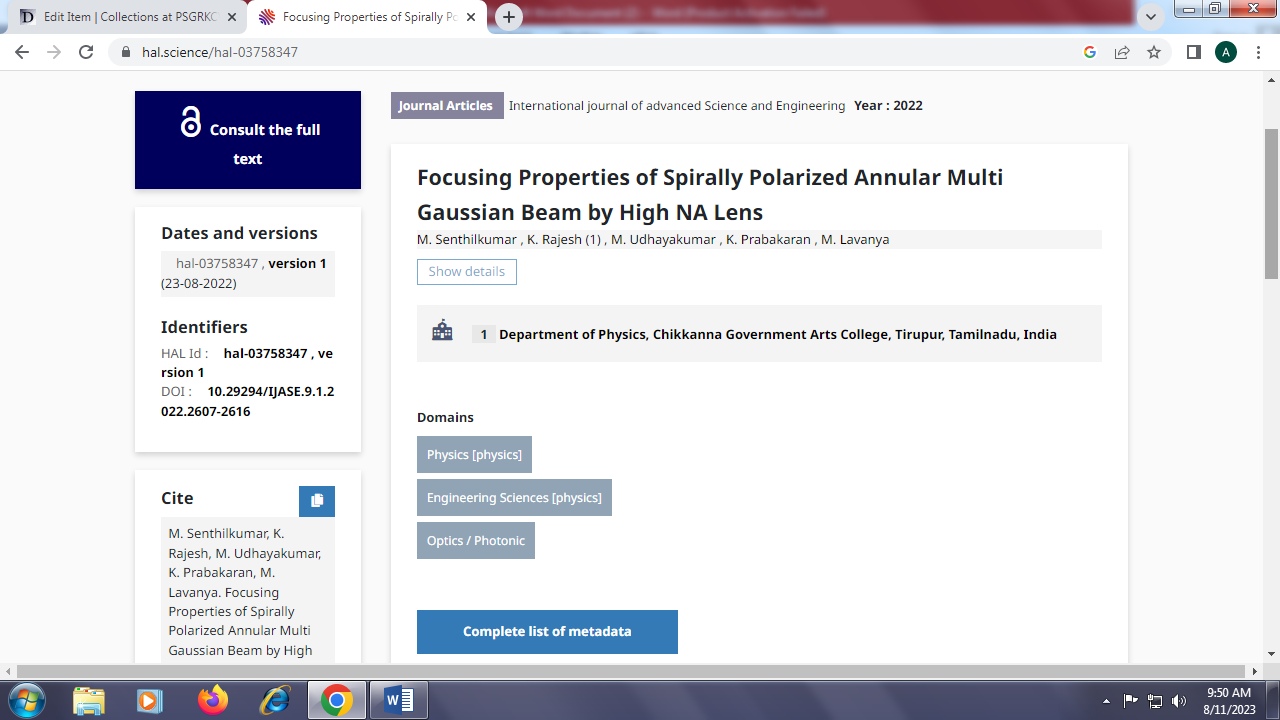 Edit Item | Collections at PSGRKC
Focusing Properties of Spirally Po
hal.science/hal-03758347
A
Consult the full
text
Journal Articles International journal of advanced Science and Engineering Year : 2022
Focusing Properties of Spirally Polarized Annular Multi
Gaussian Beam by High NA Lens
M. Senthilkumar , K. Rajesh (1) , M. Udhayakumar , K. Prabakaran , M. Lavanya
Show details
1 Department of Physics, Chikkanna Government Arts College, Tirupur, Tamilnadu, India
Dates and versions
hal-03758347 , version 1
(23-08-2022)
Identifiers
HAL Id : hal-03758347 , ve
rsion 1
DOI : 10.29294/IJASE.9.1.2
022.2607-2616
Domains
Physics [physics]
Engineering Sciences [physics]
Optics / Photonic
Complete list of metadata
Cite
M. Senthilkumar, K.
Rajesh, M. Udhayakumar,
K. Prabakaran, M.
Lavanya. Focusing
Properties of Spirally
Polarized Annular Multi
Gaussian Beam by High
9:50 AM
8/11/2023